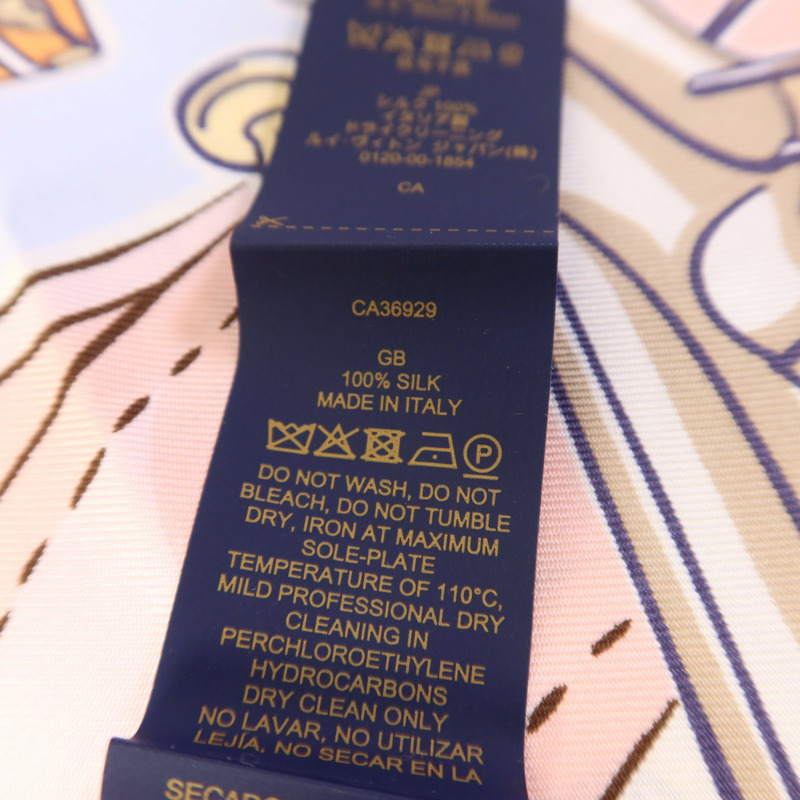 JP
シルク 100%
イタリア製
ドライクリーニング
ルイ・ヴィトン ジャパン(株)
0120-00-1854
CA
CA36929
GB
100% SILK
MADE IN ITALY
P
DO NOT WASH, DO NOT
BLEACH, DO NOT TUMBLE
DRY, IRON AT MAXIMUM
SOLE-PLATE
TEMPERATURE OF 110°C,
MILD PROFESSIONAL DRY
CLEANING IN
PERCHLOROETHYLENE
HYDROCARBONS
DRY CLEAN ONLY
NO LAVAR, NO UTILIZAR
LEJÍA, NO SECAR EN LA